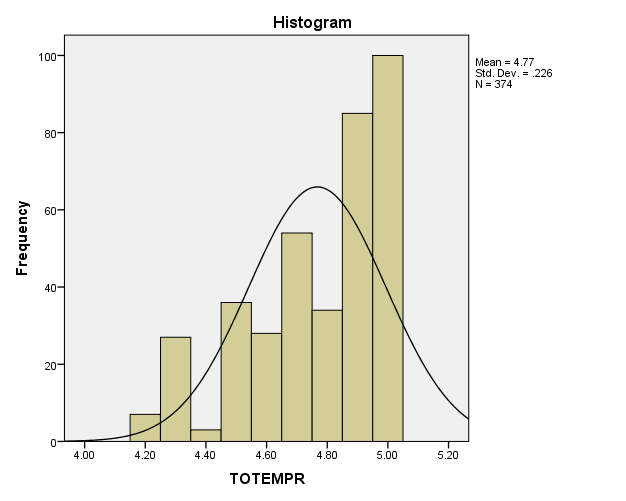 Histogram
Mean = 4.77
Std. Dev. = .226
N = 374
100
80
60
40
20
0
Frequency
4.00 4.20 4.40 4.60 4.80 5.00 5.20
TOTEMPR